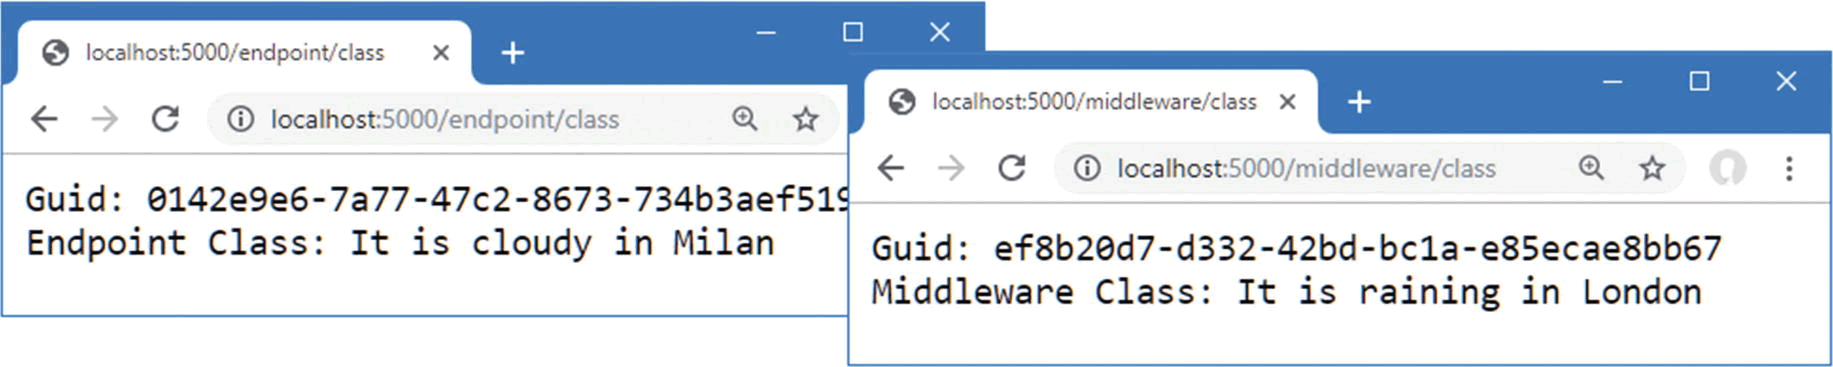 localhost:5000/endpoint/class
localhost:5000/endpoint/class
Guid: 0142e9e6-7a77-47c2-8673-734b3aef519
Endpoint Class: It is cloudy in Milan
localhost:5000/middleware/class
localhost:5000/middleware/class
Guid: ef8b20d7-d332-42bd-bc1a-e85ecae8bb67
Middleware Class: It is raining in London